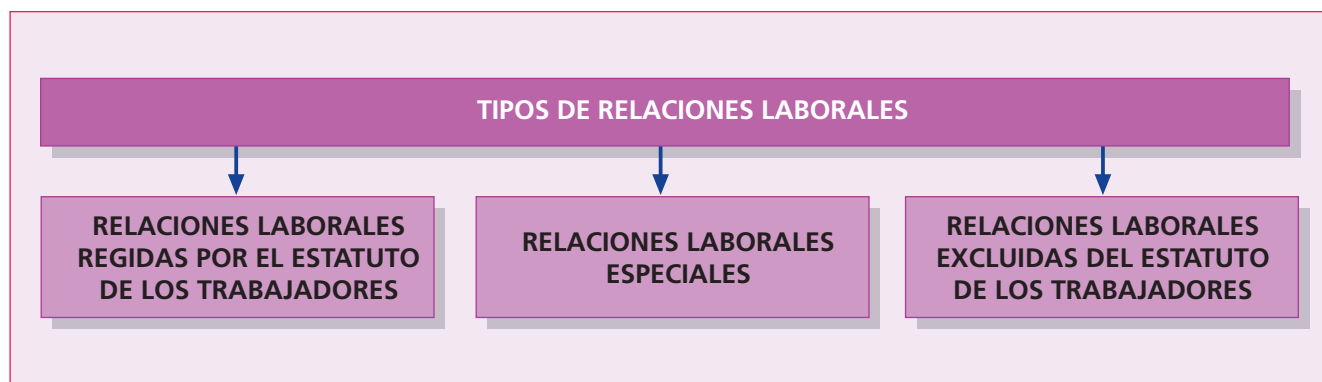 TIPOS DE RELACIONES LABORALES
RELACIONES LABORALES
REGIDAS POR EL ESTATUTO
DE LOS TRABAJADORES
RELACIONES LABORALES
ESPECIALES
RELACIONES LABORALES
EXCLUIDAS DEL ESTATUTO
DE LOS TRABAJADORES